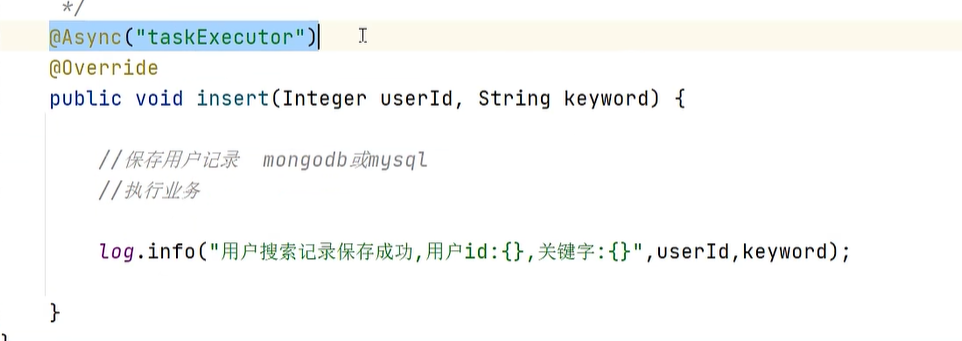 */
@Async("taskExecutor")
@Override
public void insert(Integer userId, String keyword) {
//保存用户记录  mongodb或mysql
//执行业务
log.info("用户搜索记录保存成功,用户id:{},关键字:{}",userId,keyword);
}